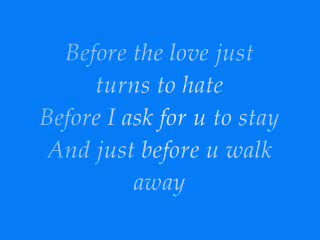 Before the love just
turns to hate
Before I ask for u to stay
And just before u walk
away